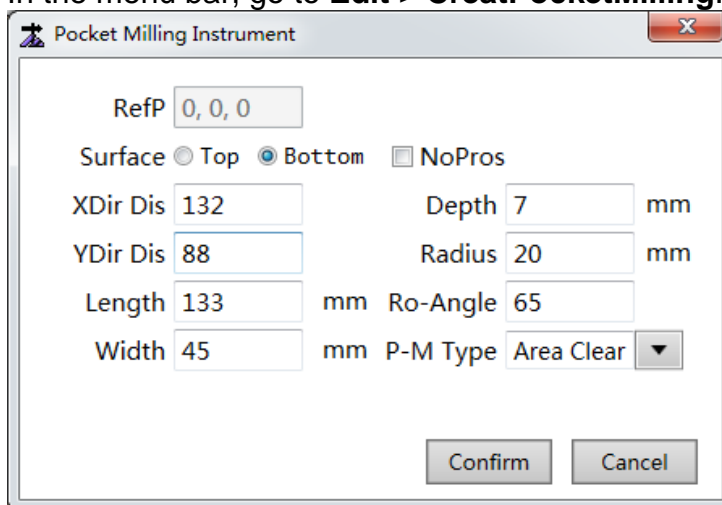 In the menu bar, go to Edit > CreatPocketMilling.
Pocket Milling Instrument
RefP 0, 0, 0
Surface Top Bottom NoPros
XDir Dis 132 Depth 7 mm
YDir Dis 88 Radius 20 mm
Length 133 mm Ro-Angle 65
Width 45 mm P-M Type Area Clear
Confirm Cancel